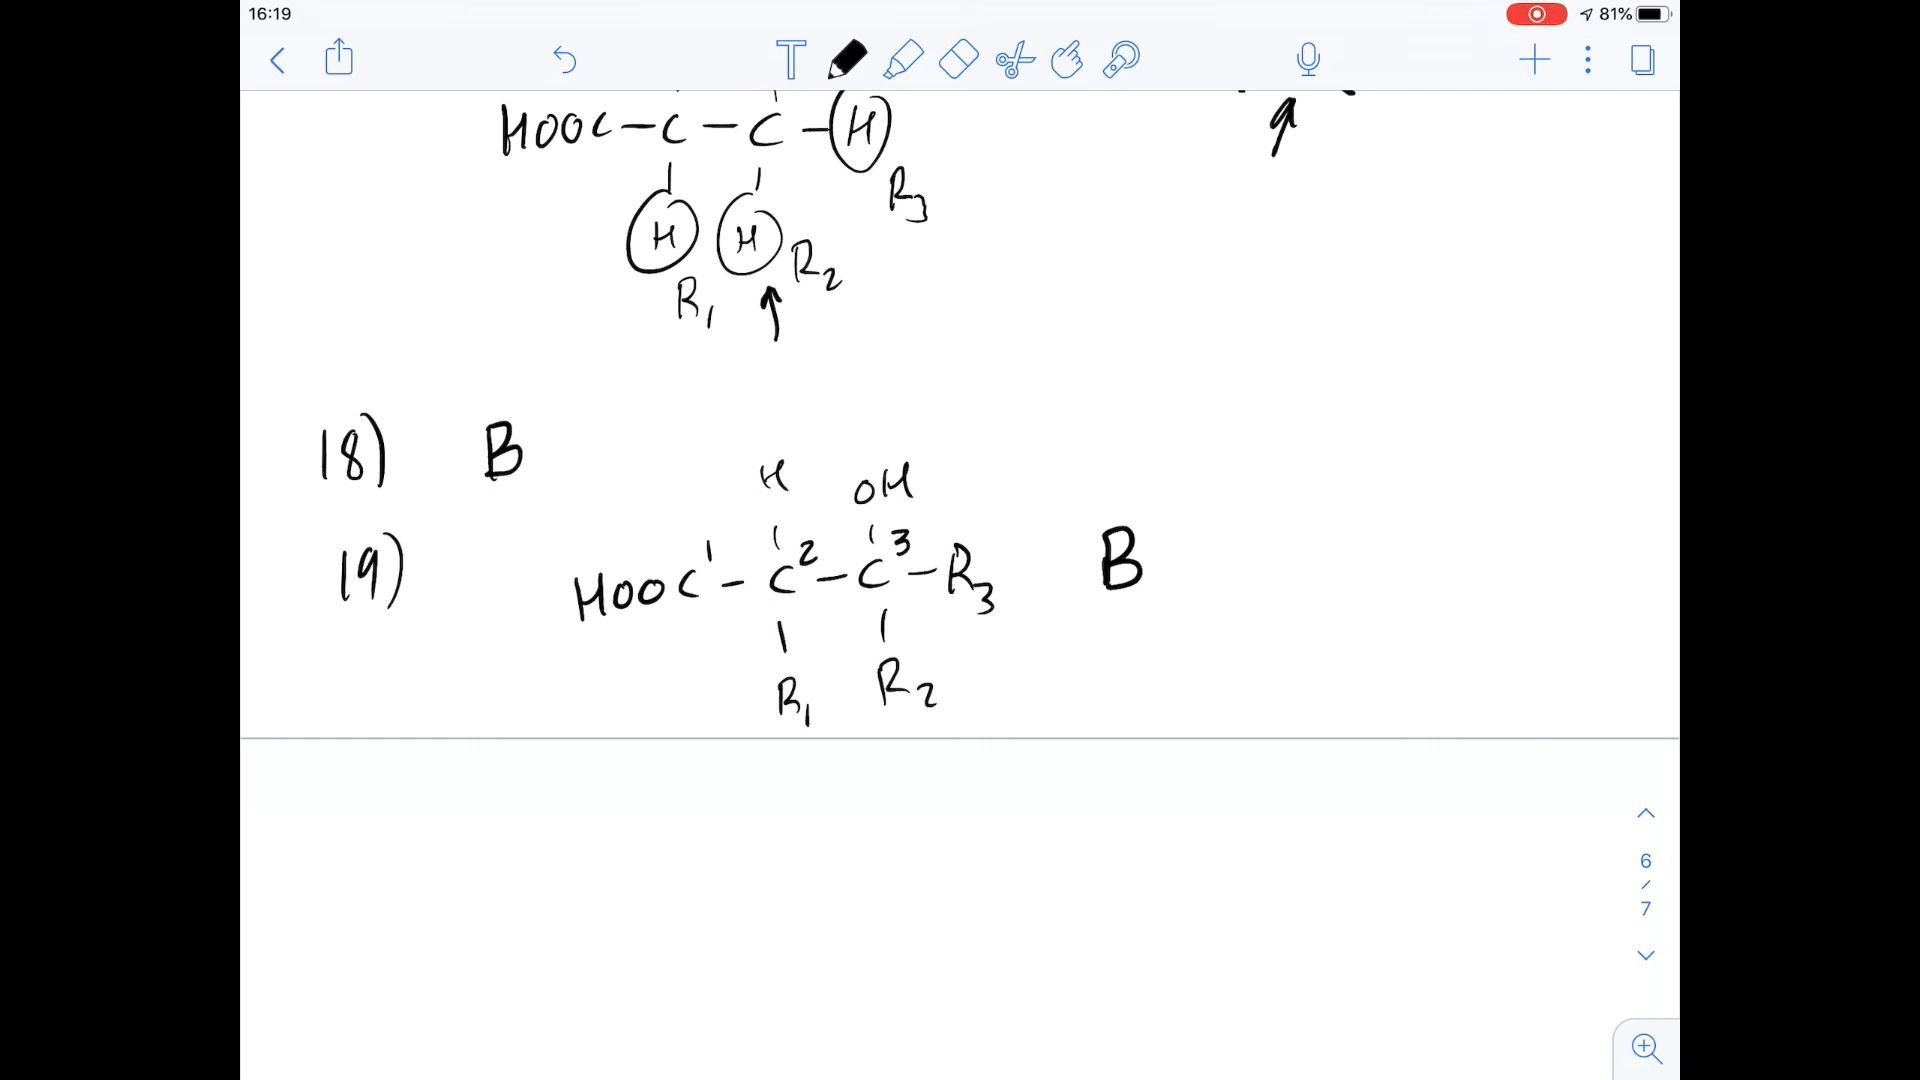 16:19
81%
T
HOOC-C-C-H
R3
H H R2
R1
18) B
H OH
19) HOOC1-C2-C3-R3 B
R1 R2
6
/
7